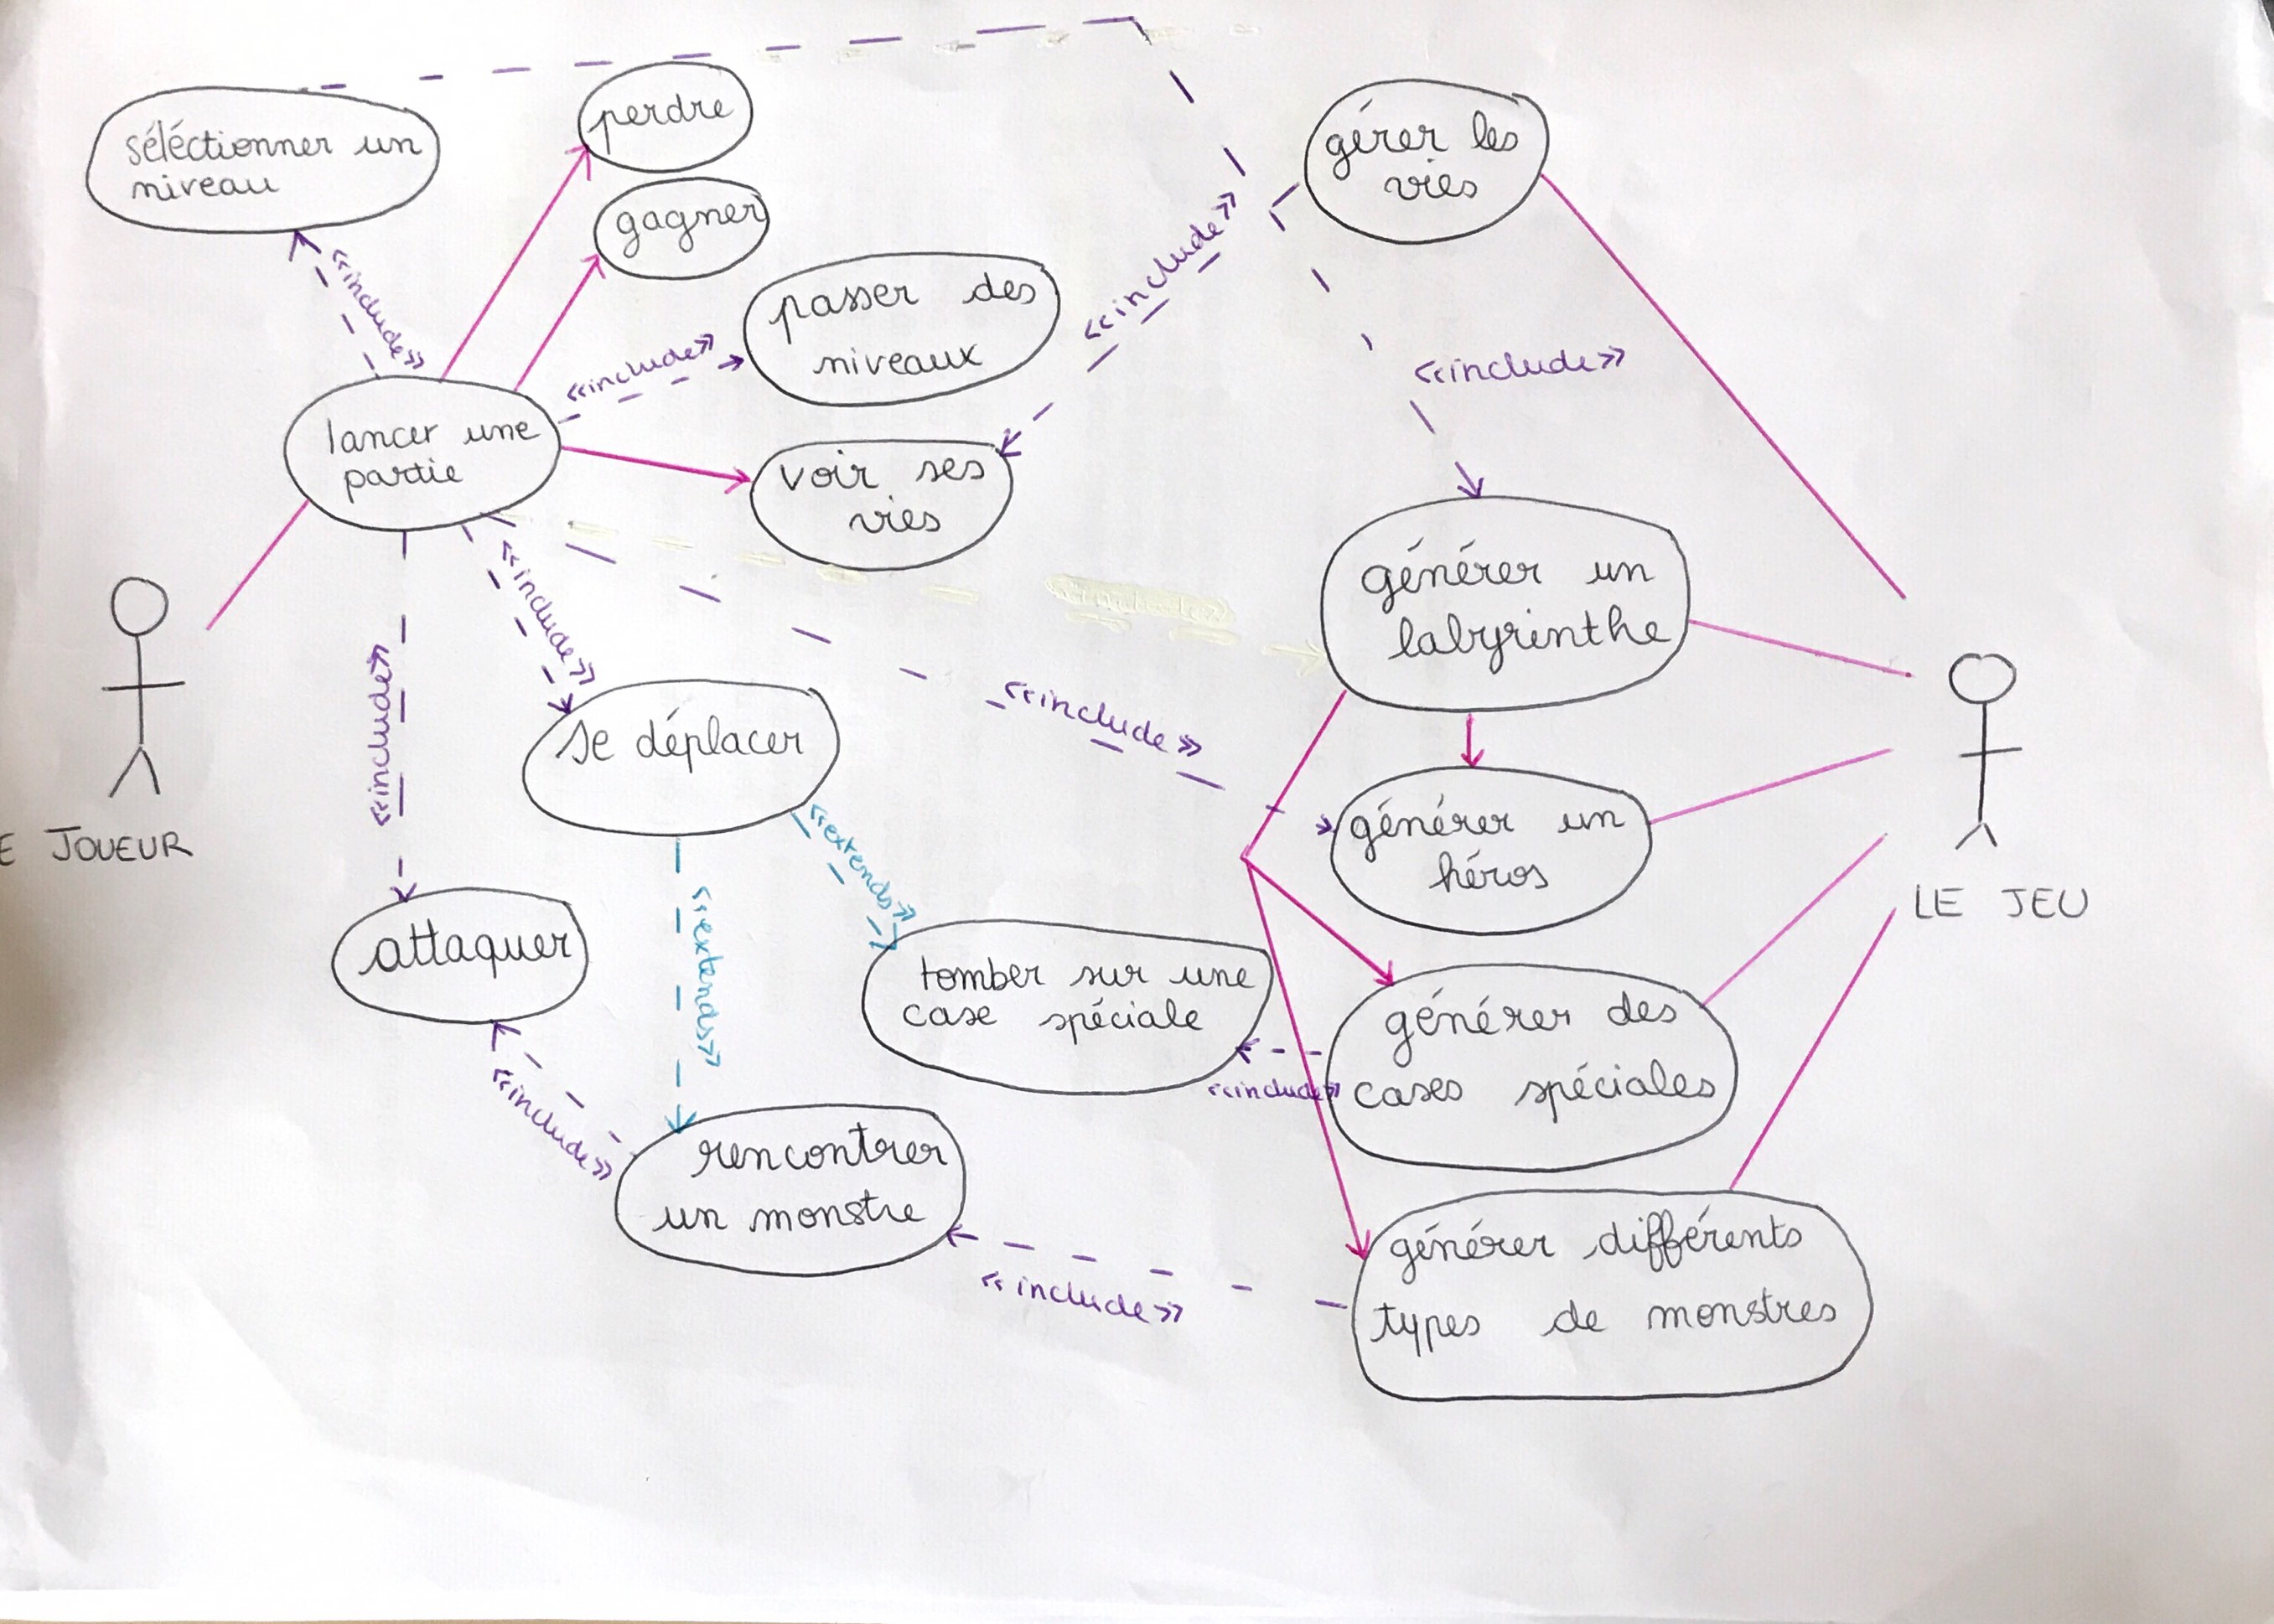 séléctionner un
niveau
perdre
gagner
gérer les
vies
«include»
«include»
passer des
niveaux
«include»
«include»
«include»
lancer une
partie
voir ses
vies
«include»
«include»
générer un
labyrinthe
«include»
se déplacer
E JOUEUR
générer un
héros
LE JEU
«extends»
«extends»
attaquer
tomber sur une
case spéciale
générer des
cases spéciales
«include»
«include»
rencontrer
un monstre
«include»
générer différents
types de monstres